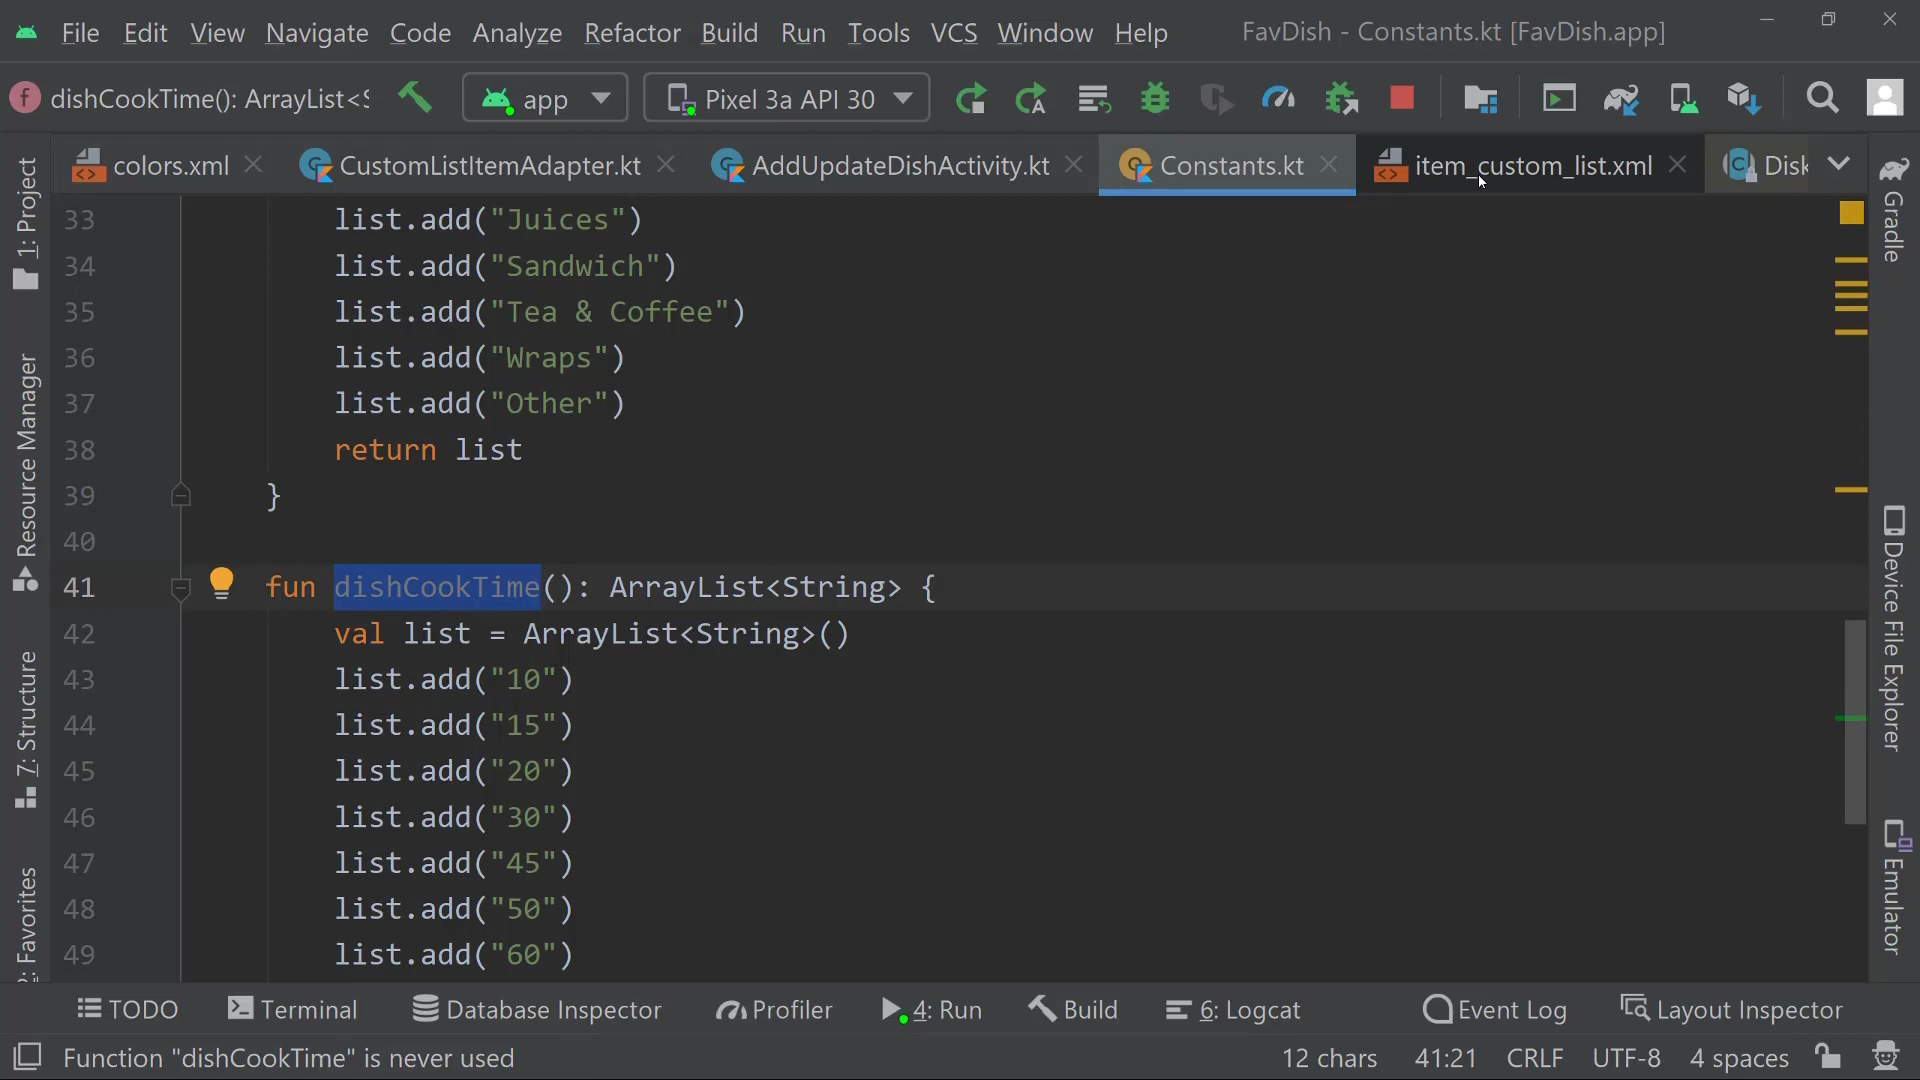 File Edit View Navigate Code Analyze Refactor Build Run Tools VCS Window Help FavDish - Constants.kt [FavDish.app]
dishCookTime(): ArrayList< app Pixel 3a API 30
colors.xml CustomListItemAdapter.kt AddUpdateDishActivity.kt Constants.kt item_custom_list.xml Disk
1: Project
Resource Manager
7: Structure
2: Favorites
33 list.add("Juices")
34 list.add("Sandwich")
35 list.add("Tea & Coffee")
36 list.add("Wraps")
37 list.add("Other")
38 return list
39 }
40
41 fun dishCookTime(): ArrayList<String> {
42 val list = ArrayList<String>()
43 list.add("10")
44 list.add("15")
45 list.add("20")
46 list.add("30")
47 list.add("45")
48 list.add("50")
49 list.add("60")
Gradle
Device File Explorer
Emulator
TODO Terminal Database Inspector Profiler 4: Run Build 6: Logcat Event Log Layout Inspector
Function "dishCookTime" is never used 12 chars 41:21 CRLF UTF-8 4 spaces